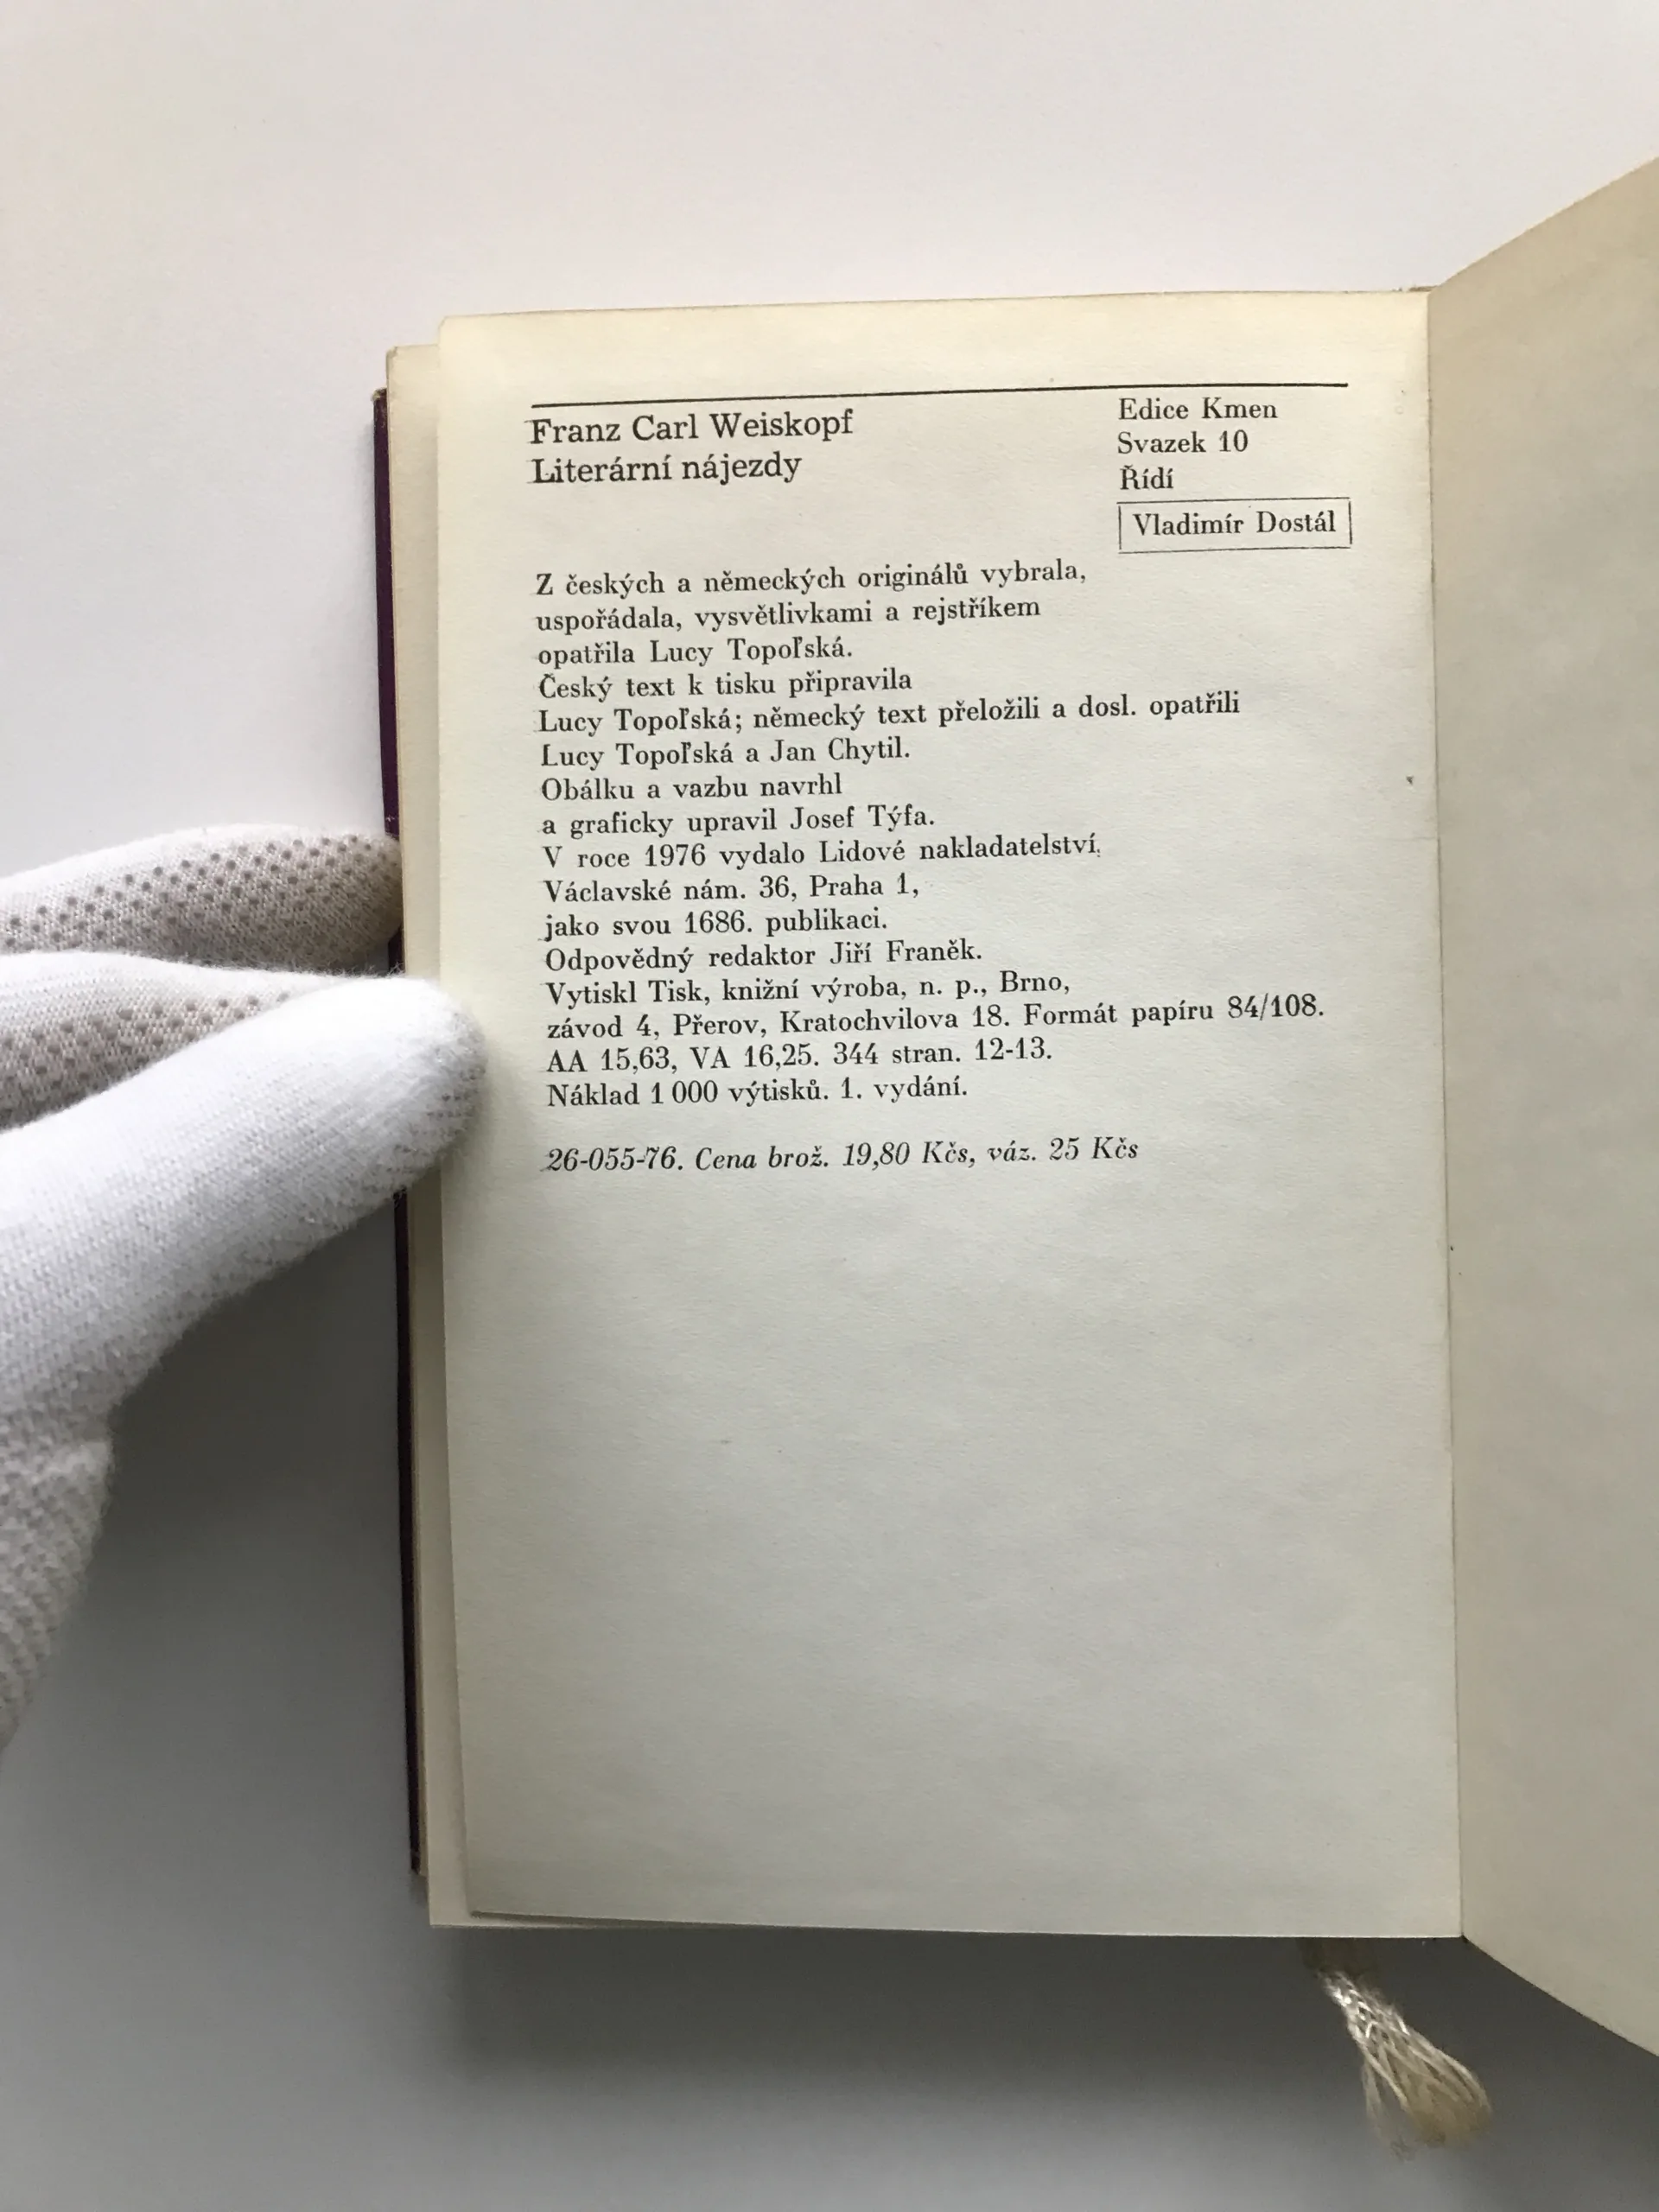 Franz Carl Weiskopf
Literární nájezdy
Edice Kmen
Svazek 10
Řídí
Vladimír Dostál
Z českých a německých originálů vybrala,
uspořádala, vysvětlivkami a rejstříkem
opatřila Lucy Topoľská.
Český text k tisku připravila
Lucy Topoľská; německý text přeložili a dosl. opatřili
Lucy Topoľská a Jan Chytil.
Obálku a vazbu navrhl
a graficky upravil Josef Týfa.
V roce 1976 vydalo Lidové nakladatelství,
Václavské nám. 36, Praha 1,
jako svou 1686. publikaci.
Odpovědný redaktor Jiří Franěk.
Vytiskl Tisk, knižní výroba, n. p., Brno,
závod 4, Přerov, Kratochvilova 18. Formát papíru 84/108.
AA 15,63, VA 16,25. 344 stran. 12-13.
Náklad 1 000 výtisků. 1. vydání.
26-055-76. Cena brož. 19,80 Kčs, váz. 25 Kčs